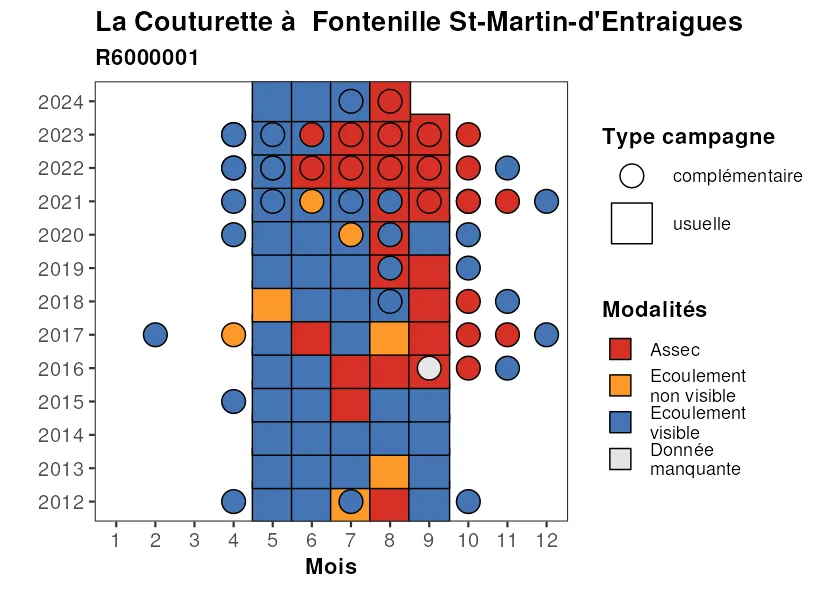 La Couturette à  Fontenille St-Martin-d'Entraigues
R6000001
2024
2023
2022
2021
2020
2019
2018
2017
2016
2015
2014
2013
2012
1 2 3 4 5 6 7 8 9 10 11 12
Mois
Type campagne
complémentaire
usuelle
Modalités
Assec
Ecoulement
non visible
Ecoulement
visible
Donnée
manquante